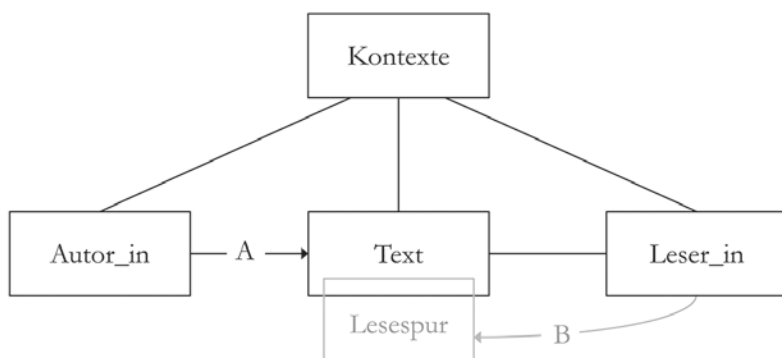 Kontexte
Autor_in
A
Text
Leser_in
Lesespur
B